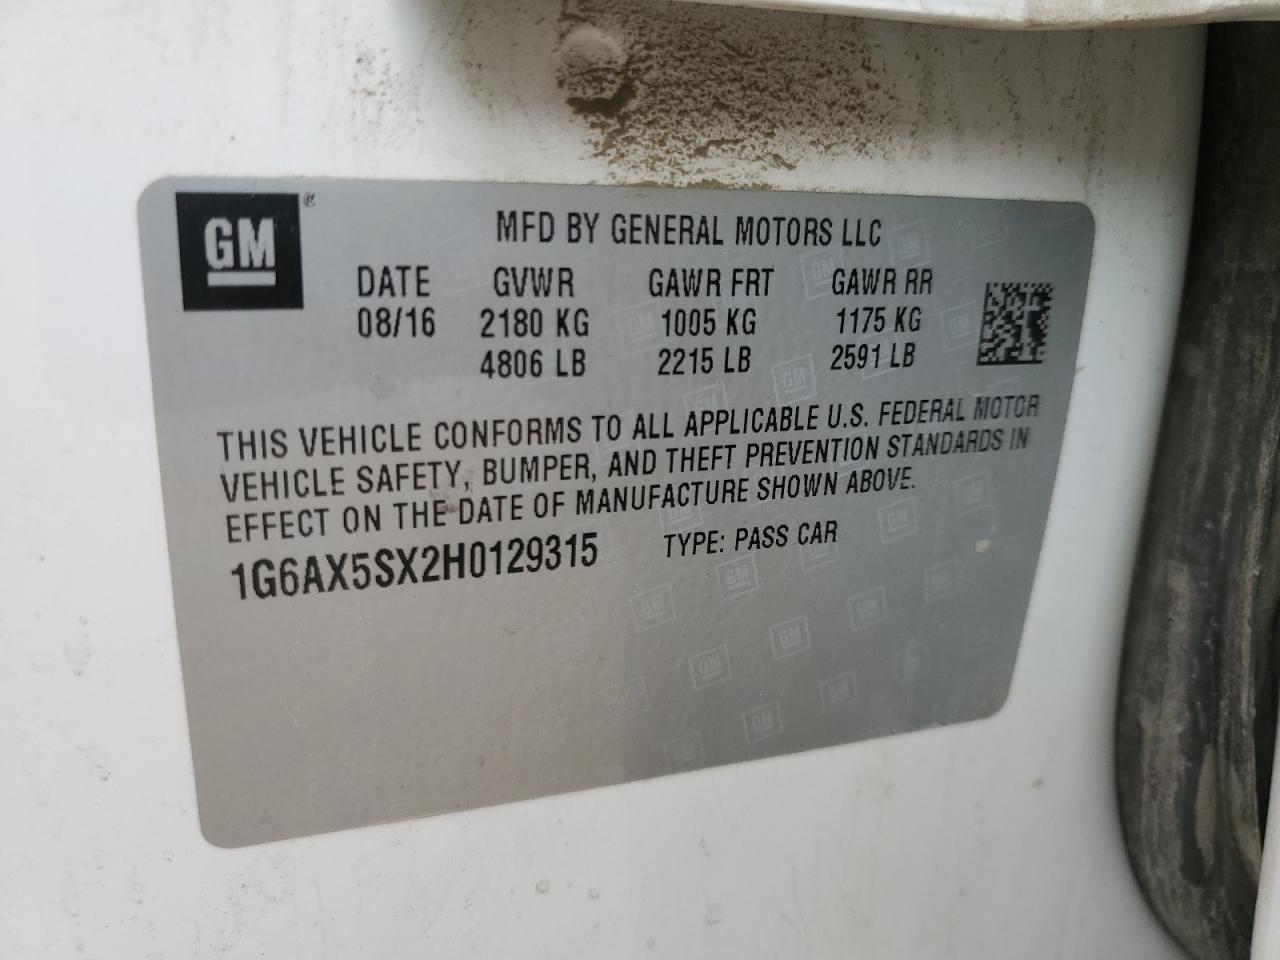 GM®
MFD BY GENERAL MOTORS LLC
DATE GVWR GAWR FRT GAWR RR
08/16 2180 KG 1005 KG 1175 KG
4806 LB 2215 LB 2591 LB
THIS VEHICLE CONFORMS TO ALL APPLICABLE U.S. FEDERAL MOTOR
VEHICLE SAFETY, BUMPER, AND THEFT PREVENTION STANDARDS IN
EFFECT ON THE DATE OF MANUFACTURE SHOWN ABOVE.
1G6AX5SX2H0129315 TYPE: PASS CAR